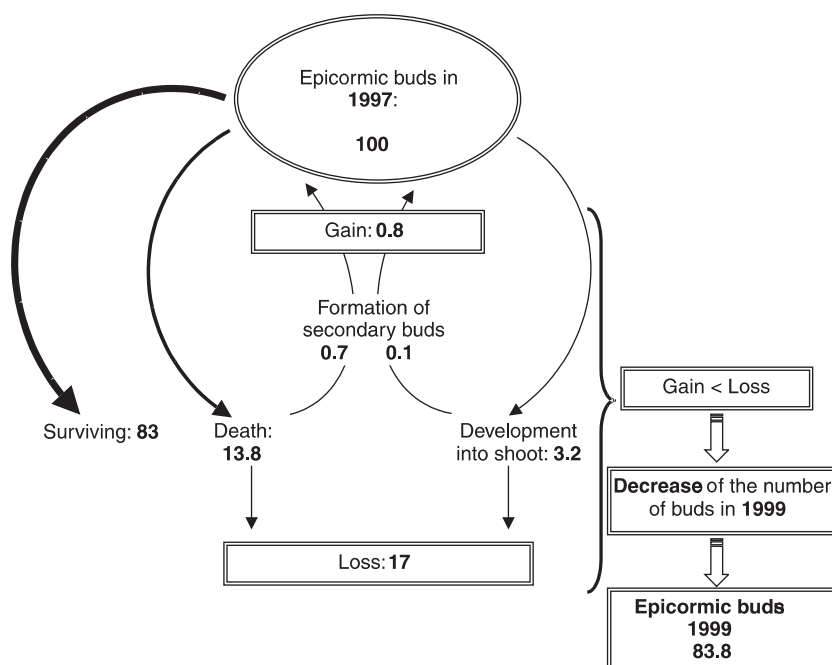 Epicormic buds in
1997:
100
Gain: 0.8
Formation of
secondary buds
0.7 0.1
Surviving: 83
Death:
13.8
Development
into shoot: 3.2
Loss: 17
Gain < Loss
Decrease of the number
of buds in 1999
Epicormic buds
1999
83.8